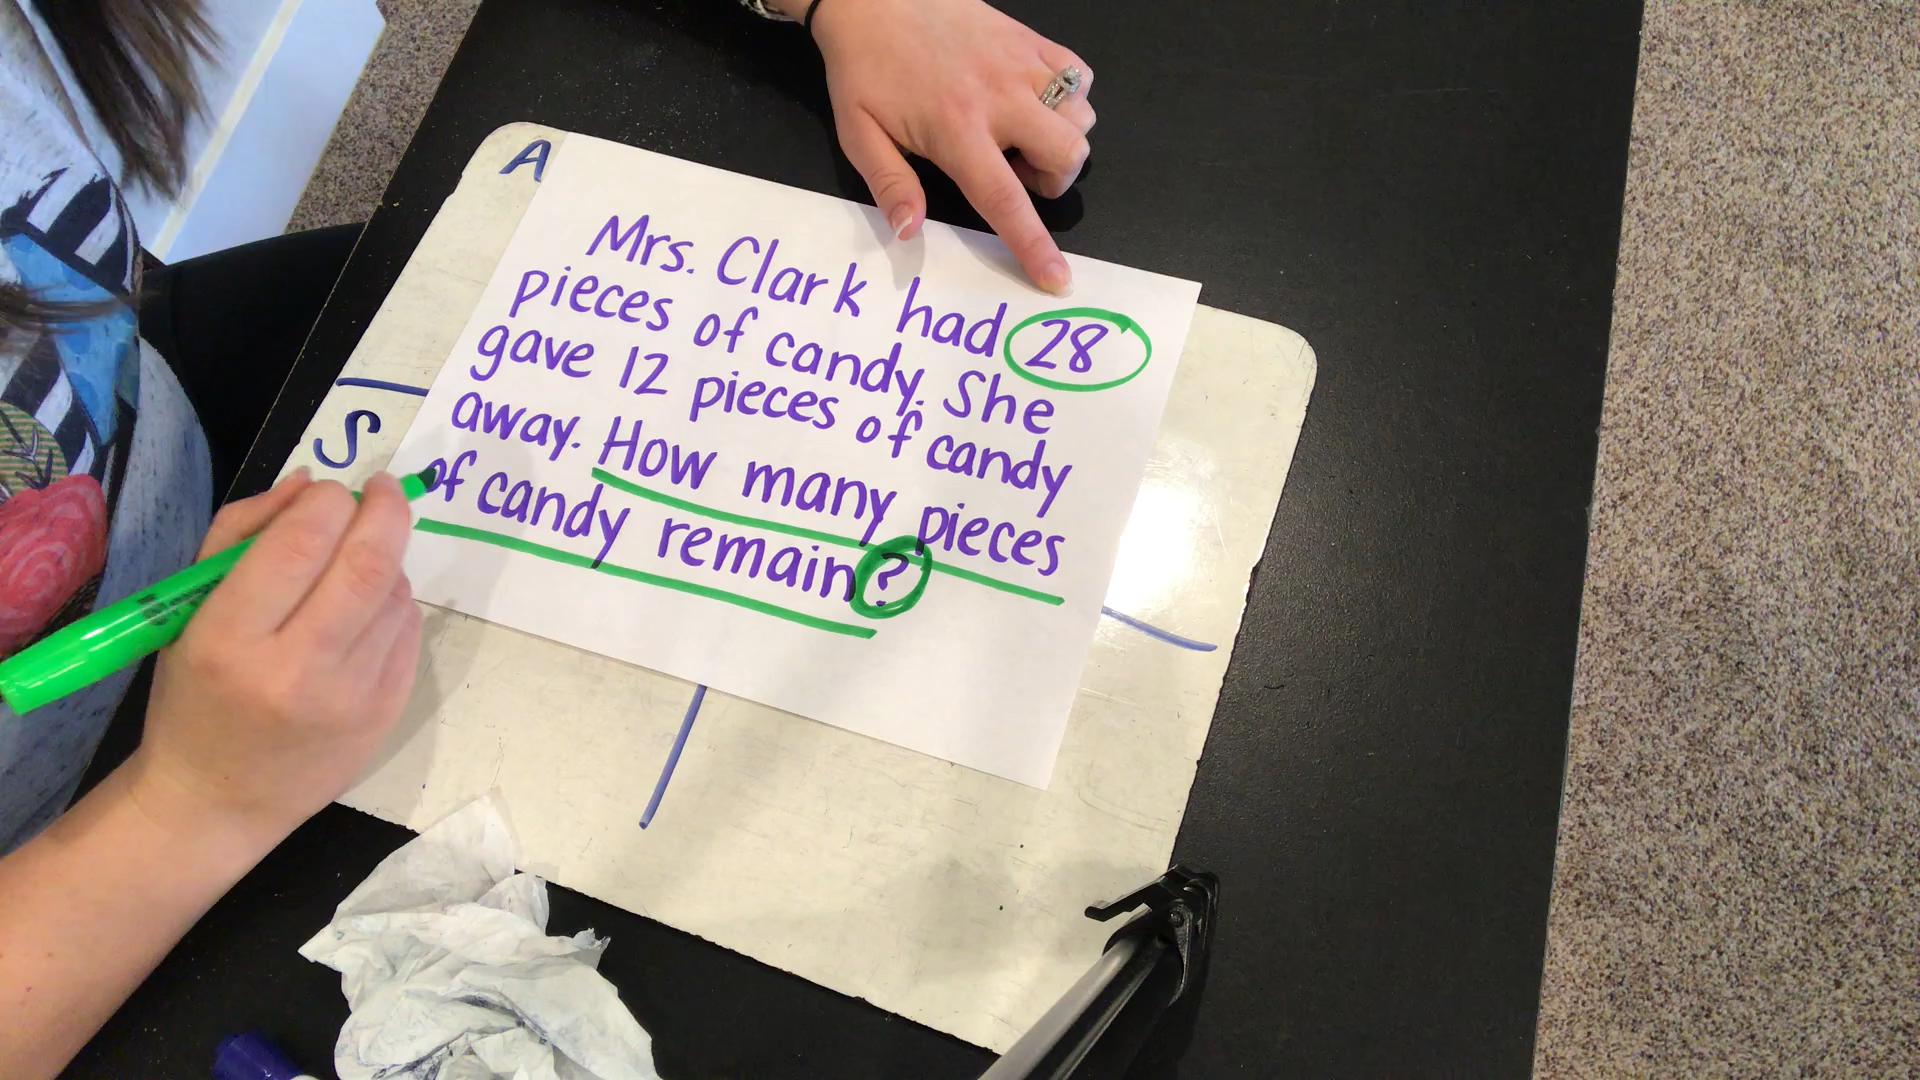 A
Mrs. Clark had 28
pieces of candy. She
gave 12 pieces of candy
away. How many pieces
of candy remain?
S